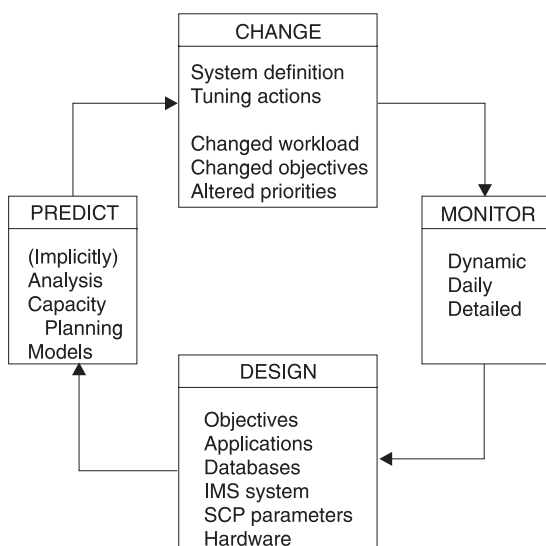 CHANGE
System definition
Tuning actions
Changed workload
Changed objectives
Altered priorities
PREDICT
(Implicitly)
Analysis
Capacity
Planning
Models
MONITOR
Dynamic
Daily
Detailed
DESIGN
Objectives
Applications
Databases
IMS system
SCP parameters
Hardware